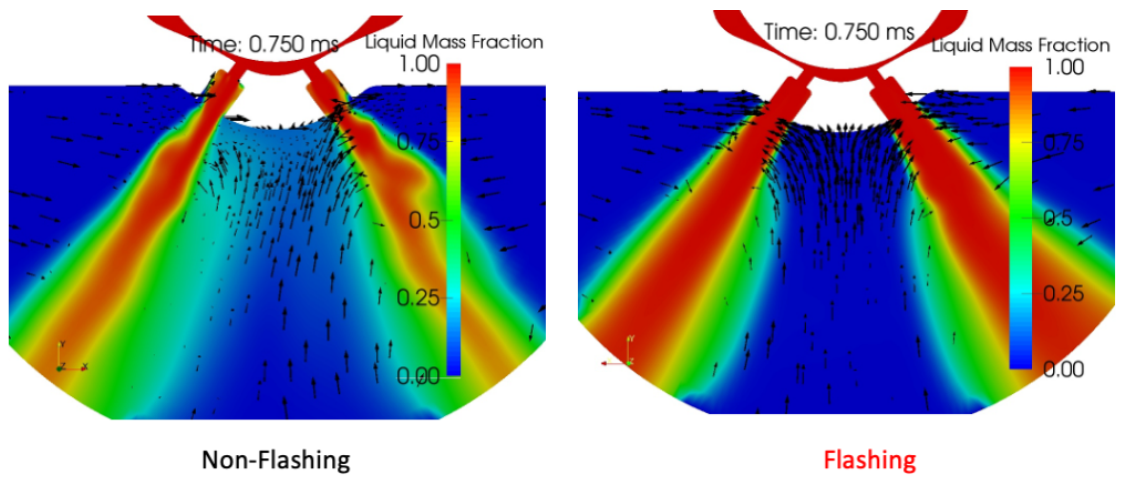 Time: 0.750 ms
Liquid Mass Fraction
1.00
0.75
0.5
0.25
0.00
Y
Z X
Non-Flashing
Time: 0.750 ms
Liquid Mass Fraction
1.00
0.75
0.5
0.25
0.00
Flashing